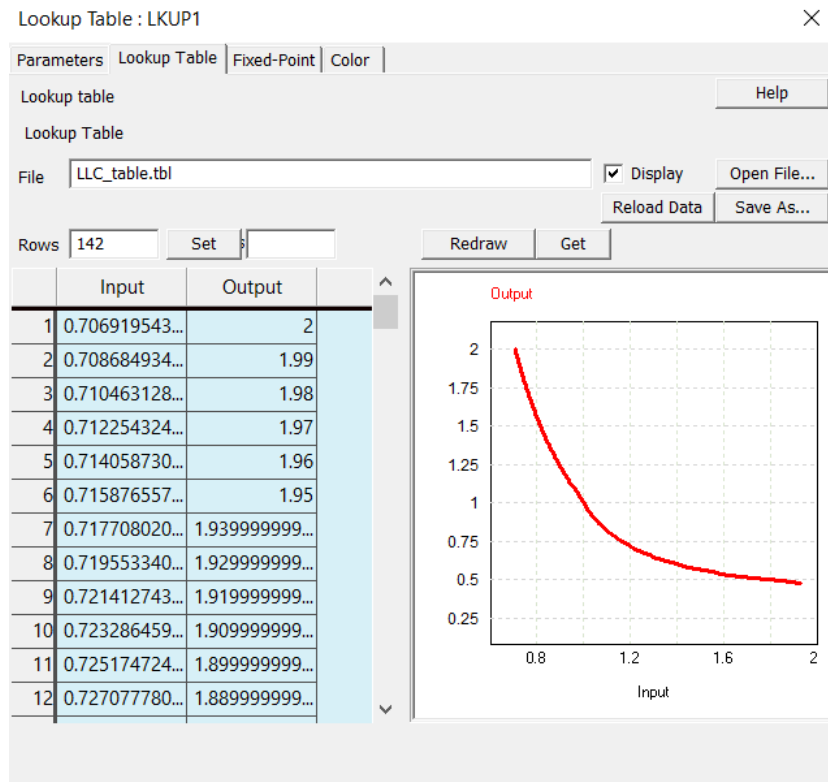 Lookup Table : LKUP1
Parameters Lookup Table Fixed-Point Color
Lookup table Help
Lookup Table
File LLC_table.tbl Display Open File...
Reload Data Save As...
Rows 142 Set Redraw Get
Input Output
1 0.706919543... 2
2 0.708684934... 1.99
3 0.710463128... 1.98
4 0.712254324... 1.97
5 0.714058730... 1.96
6 0.715876557... 1.95
7 0.717708020... 1.939999999...
8 0.719553340... 1.929999999...
9 0.721412743... 1.919999999...
10 0.723286459... 1.909999999...
11 0.725174724... 1.899999999...
12 0.727077780... 1.889999999...
Output
2
1.75
1.5
1.25
1
0.75
0.5
0.25
0.8 1.2 1.6 2
Input